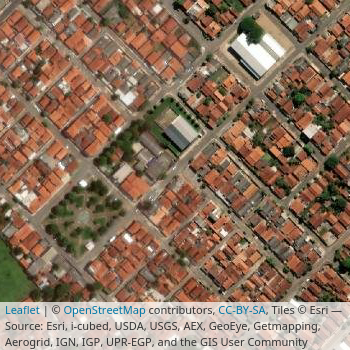 Leaflet | © OpenStreetMap contributors, CC-BY-SA, Tiles © Esri —
Source: Esri, i-cubed, USDA, USGS, AEX, GeoEye, Getmapping,
Aerogrid, IGN, IGP, UPR-EGP, and the GIS User Community